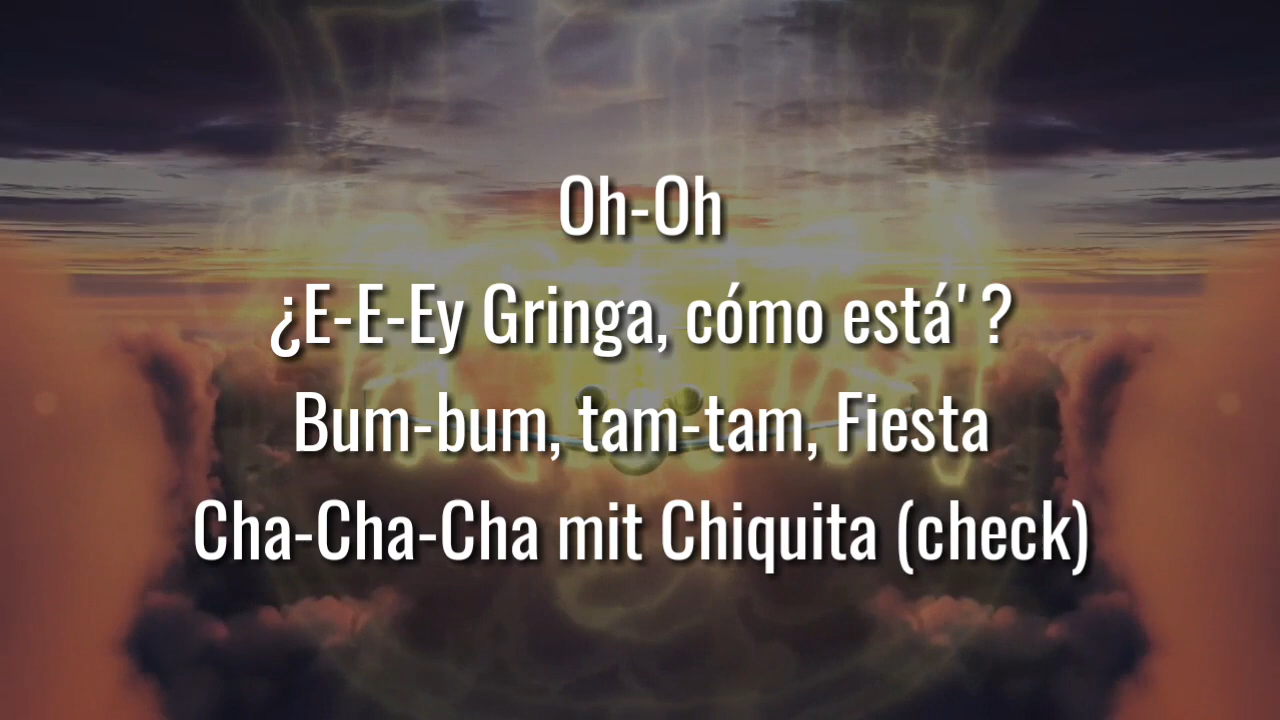 Oh-Oh
¿E-E-Ey Gringa, cómo está'?
Bum-bum, tam-tam, Fiesta
Cha-Cha-Cha mit Chiquita (check)